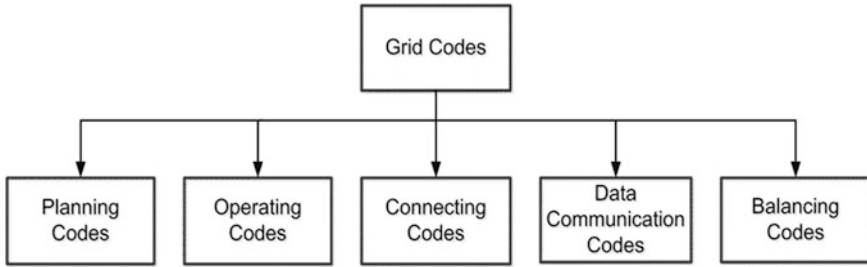 Grid Codes
Planning
Codes
Operating
Codes
Connecting
Codes
Data
Communication
Codes
Balancing
Codes